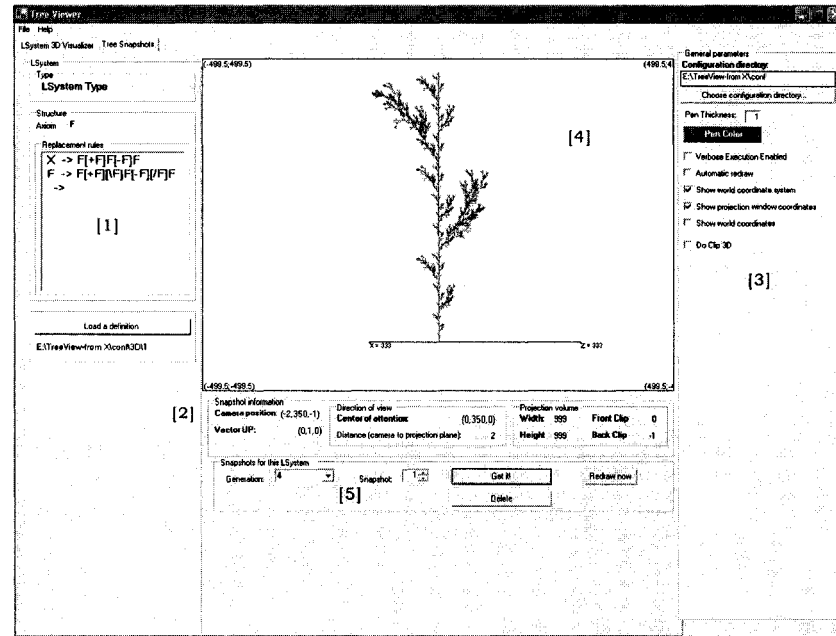 Tree Viewer
File Help
LSystem 3D Visualizer Tree Snapshots
LSystem
Type
LSystem Type
Structure
Axiom F
Replacement rules
X -> F[+F]F[-F]F
F -> F[+F][\F]F[-F][/F]F
->
[1]
Load a definition
E:\TreeView-from X\conf\3D\1
(-499.5;499.5)
(499.5;4
[4]
X = 333
Z = 333
(-499.5;-499.5)
(499.5;-4
[2]
Snapshot information
Camera position: (-2,350,-1)
Vector UP: (0,1,0)
Direction of view
Center of attention: (0,350,0)
Distance (camera to projection plane): 2
Projection volume
Width: 999 Front Clip 0
Height 999 Back Clip -1
Snapshots for this LSystem
Generation: 4 Snapshot: 1 Get It! Redraw now
[5]
Delete
General parameters
Configuration directory:
E:\TreeView-from X\conf
Choose configuration directory...
Pen Thickness: 1
Pen Color
Verbose Execution Enabled
Automatic redraw
Show world coordinate system
Show projection window coordinates
Show world coordinates
Do Clip 3D
[3]